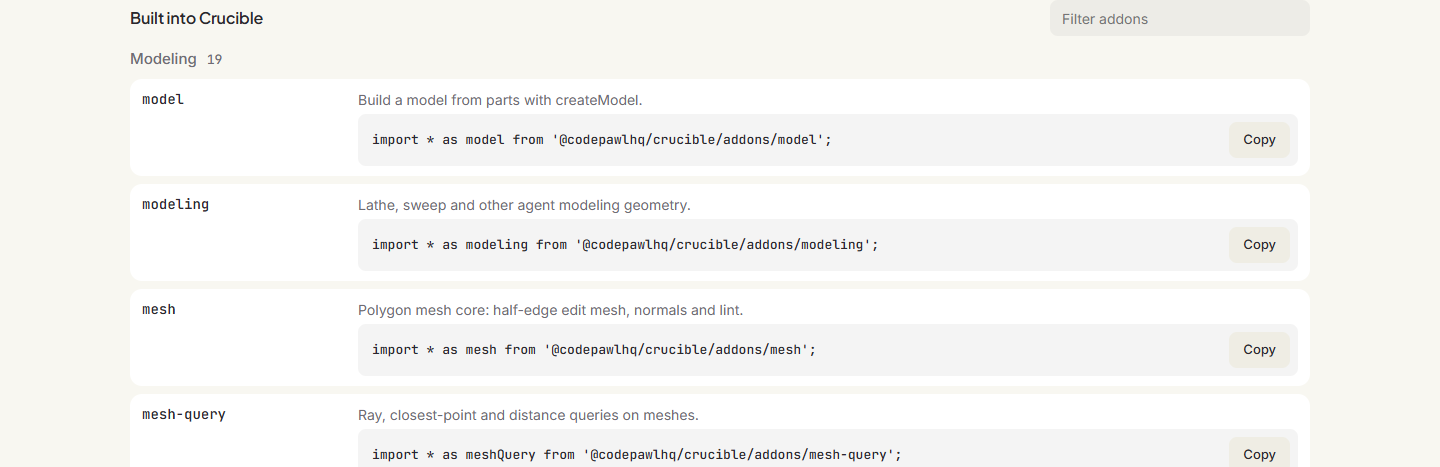 Built into Crucible
Filter addons
Modeling 19
model
Build a model from parts with createModel.
import * as model from '@codepawlhq/crucible/addons/model';
Copy
modeling
Lathe, sweep and other agent modeling geometry.
import * as modeling from '@codepawlhq/crucible/addons/modeling';
Copy
mesh
Polygon mesh core: half-edge edit mesh, normals and lint.
import * as mesh from '@codepawlhq/crucible/addons/mesh';
Copy
mesh-query
Ray, closest-point and distance queries on meshes.
import * as meshQuery from '@codepawlhq/crucible/addons/mesh-query';
Copy